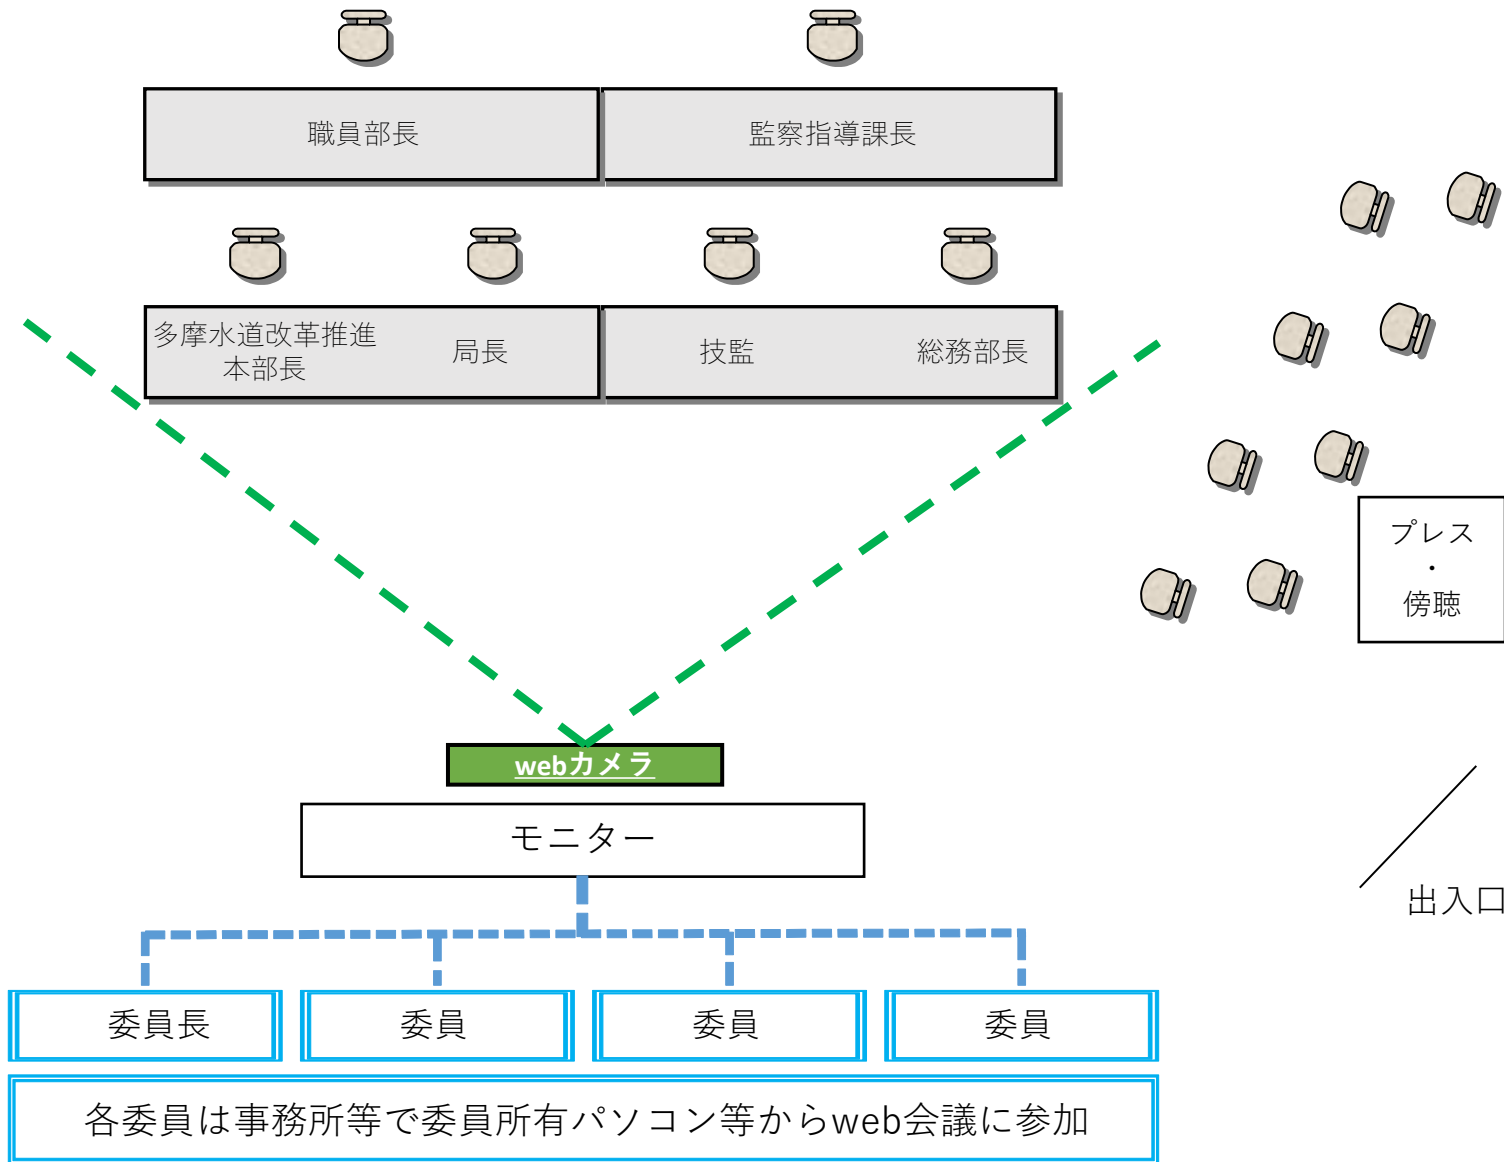 職員部長
監察指導課長
多摩水道改革推進
本部長
局長
技監
総務部長
プレス
・
傍聴
webカメラ
モニター
出入口
委員長
委員
委員
委員
各委員は事務所等で委員所有パソコン等からweb会議に参加